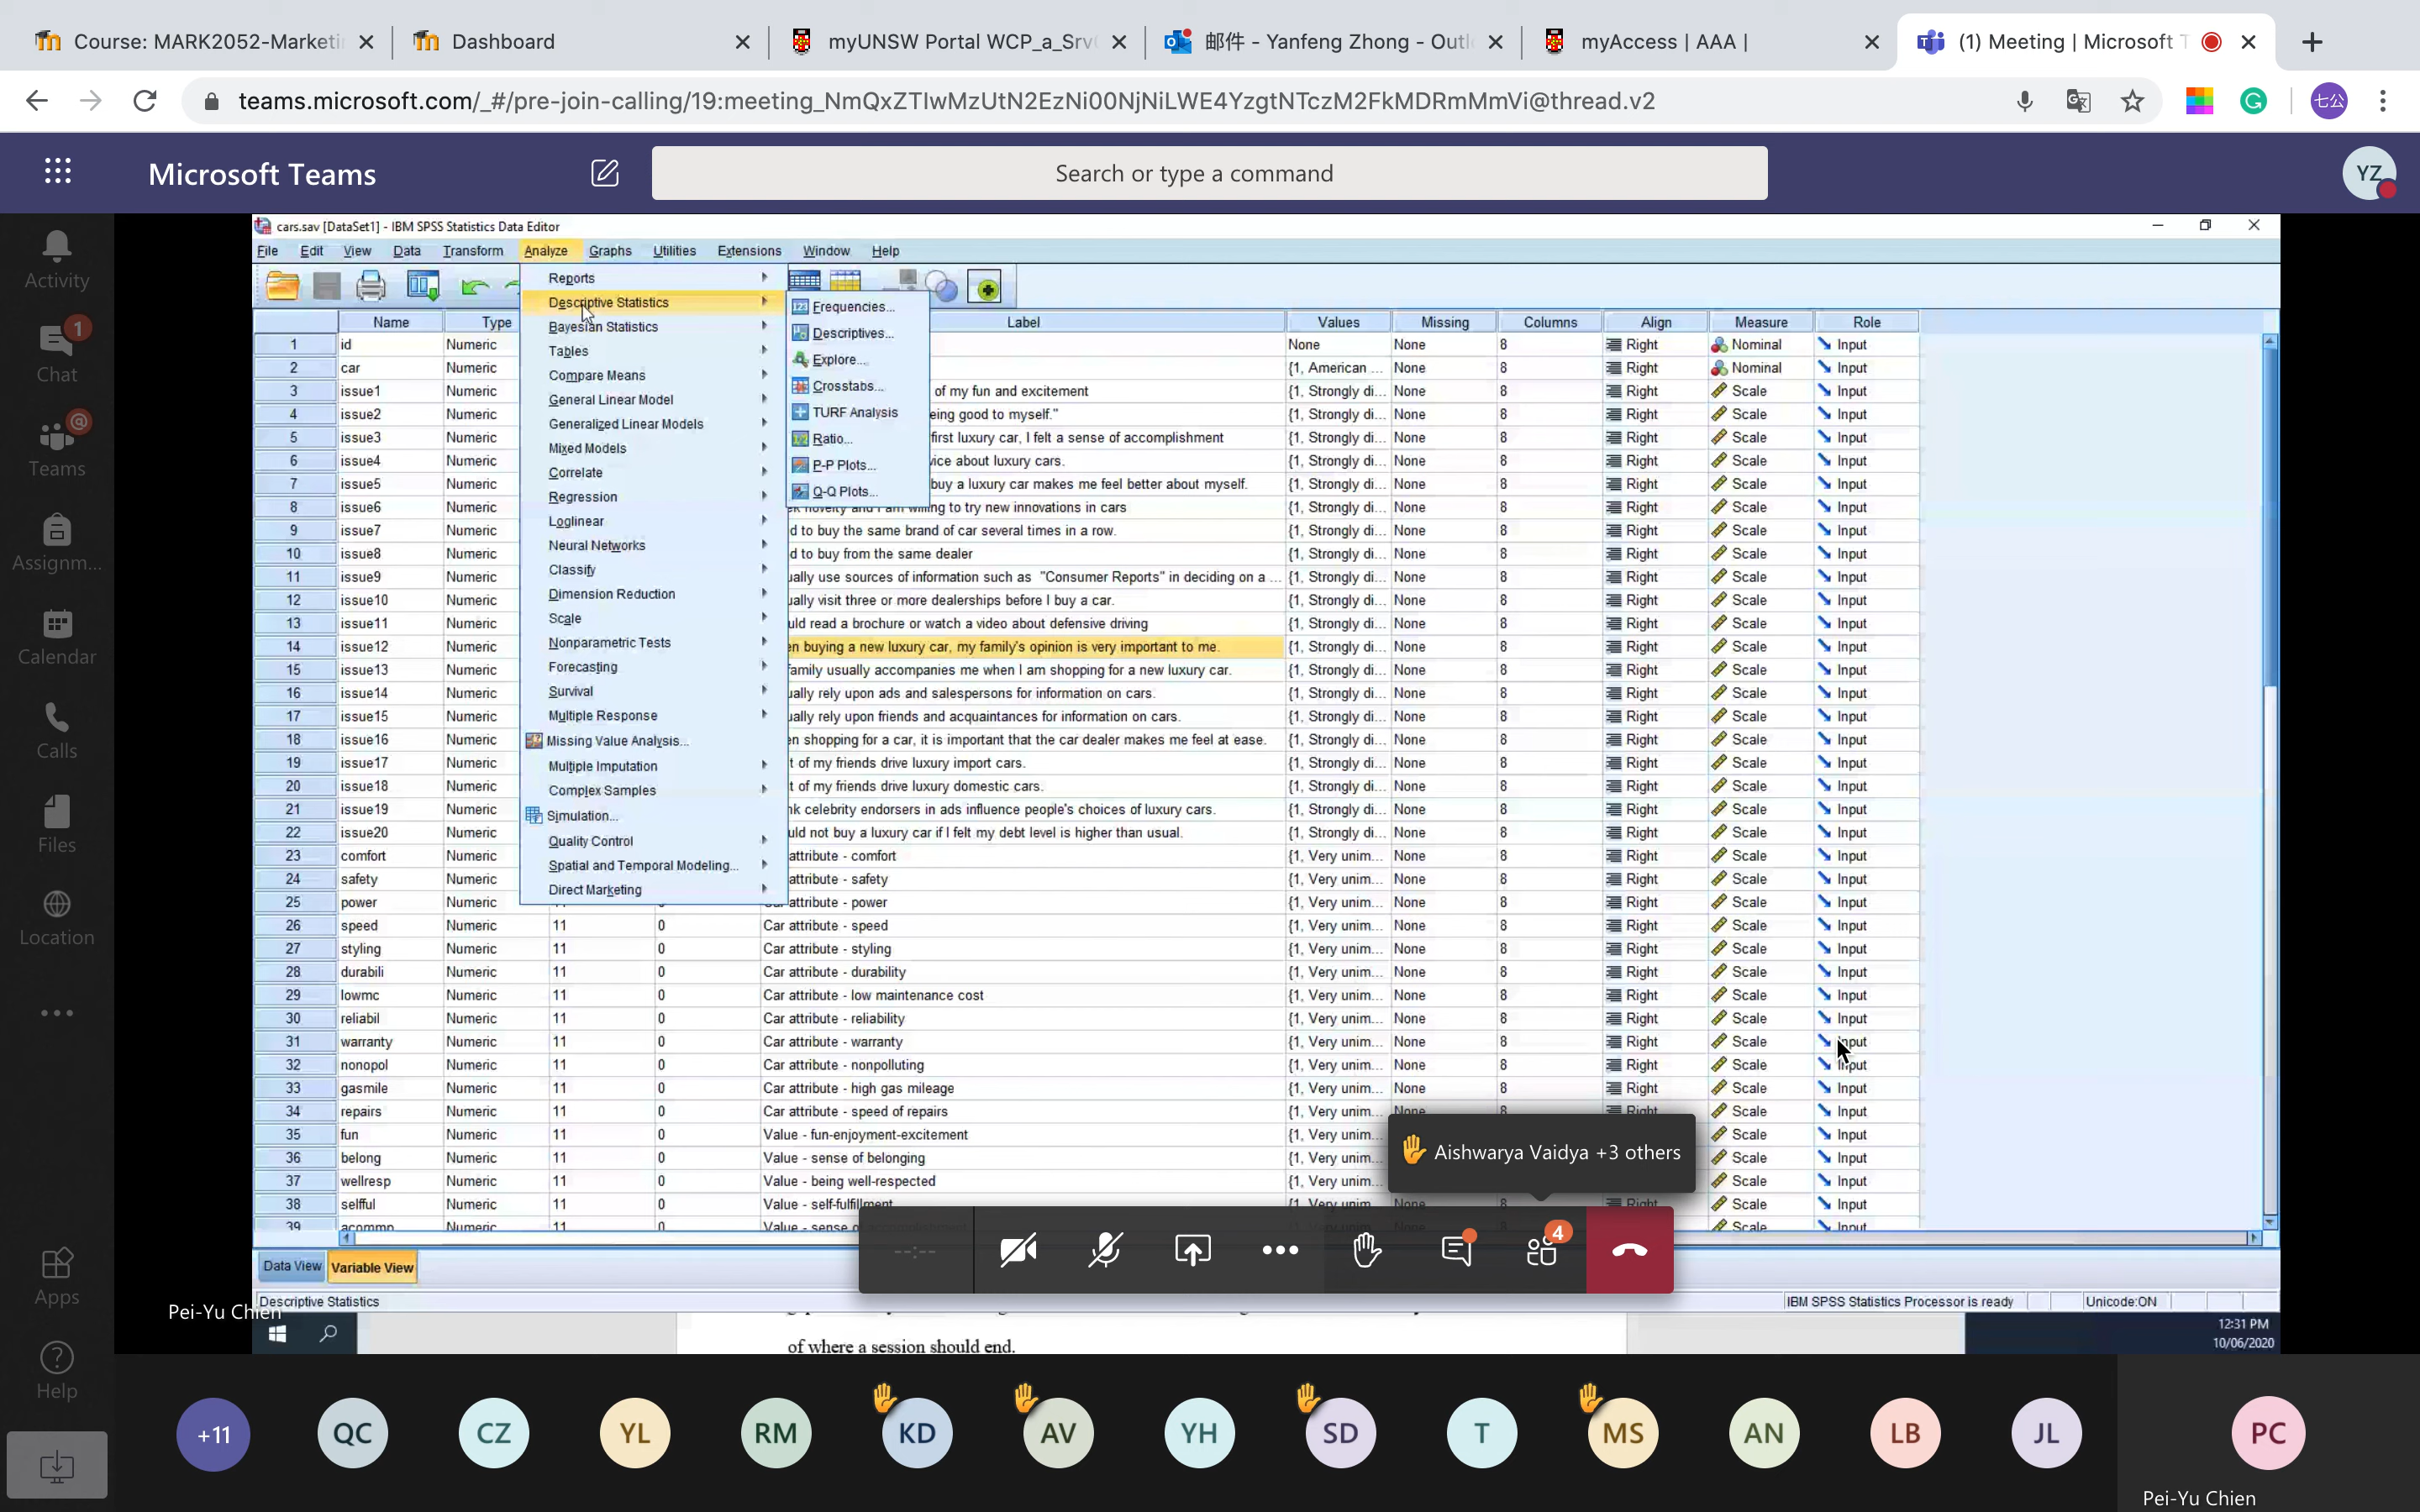 Course: MARK2052-Marketi
Dashboard
myUNSW Portal WCP_a_Srv
邮件 - Yanfeng Zhong - Outl
myAccess | AAA |
(1) Meeting | Microsoft T
teams.microsoft.com/_#/pre-join-calling/19:meeting_NmQxZTIwMzUtN2EzNi00NjNiLWE4YzgtNTczM2FkMDRmMmVi@thread.v2
七公
Microsoft Teams
Search or type a command
YZ
Activity
Chat
1
Teams
@
Assignm...
Calendar
Calls
Files
Location
Apps
Help
cars.sav [DataSet1] - IBM SPSS Statistics Data Editor
File Edit View Data Transform Analyze Graphs Utilities Extensions Window Help
Reports
Descriptive Statistics
Bayesian Statistics
Tables
Compare Means
General Linear Model
Generalized Linear Models
Mixed Models
Correlate
Regression
Loglinear
Neural Networks
Classify
Dimension Reduction
Scale
Nonparametric Tests
Forecasting
Survival
Multiple Response
Missing Value Analysis...
Multiple Imputation
Complex Samples
Simulation...
Quality Control
Spatial and Temporal Modeling...
Direct Marketing
Frequencies...
Descriptives...
Explore...
Crosstabs...
TURF Analysis
Ratio...
P-P Plots...
Q-Q Plots...
Name Type Label Values Missing Columns Align Measure Role
1 id Numeric None None 8 Right Nominal Input
2 car Numeric {1, American ... None 8 Right Nominal Input
3 issue1 Numeric of my fun and excitement {1, Strongly di... None 8 Right Scale Input
4 issue2 Numeric eing good to myself." {1, Strongly di... None 8 Right Scale Input
5 issue3 Numeric first luxury car, I felt a sense of accomplishment {1, Strongly di... None 8 Right Scale Input
6 issue4 Numeric vice about luxury cars. {1, Strongly di... None 8 Right Scale Input
7 issue5 Numeric buy a luxury car makes me feel better about myself. {1, Strongly di... None 8 Right Scale Input
8 issue6 Numeric ek novelty and I am willing to try new innovations in cars {1, Strongly di... None 8 Right Scale Input
9 issue7 Numeric d to buy the same brand of car several times in a row. {1, Strongly di... None 8 Right Scale Input
10 issue8 Numeric d to buy from the same dealer {1, Strongly di... None 8 Right Scale Input
11 issue9 Numeric ually use sources of information such as "Consumer Reports" in deciding on a ... {1, Strongly di... None 8 Right Scale Input
12 issue10 Numeric ually visit three or more dealerships before I buy a car. {1, Strongly di... None 8 Right Scale Input
13 issue11 Numeric uld read a brochure or watch a video about defensive driving {1, Strongly di... None 8 Right Scale Input
14 issue12 Numeric en buying a new luxury car, my family's opinion is very important to me. {1, Strongly di... None 8 Right Scale Input
15 issue13 Numeric family usually accompanies me when I am shopping for a new luxury car. {1, Strongly di... None 8 Right Scale Input
16 issue14 Numeric ually rely upon ads and salespersons for information on cars. {1, Strongly di... None 8 Right Scale Input
17 issue15 Numeric ually rely upon friends and acquaintances for information on cars. {1, Strongly di... None 8 Right Scale Input
18 issue16 Numeric en shopping for a car, it is important that the car dealer makes me feel at ease. {1, Strongly di... None 8 Right Scale Input
19 issue17 Numeric t of my friends drive luxury import cars. {1, Strongly di... None 8 Right Scale Input
20 issue18 Numeric t of my friends drive luxury domestic cars. {1, Strongly di... None 8 Right Scale Input
21 issue19 Numeric nk celebrity endorsers in ads influence people's choices of luxury cars. {1, Strongly di... None 8 Right Scale Input
22 issue20 Numeric uld not buy a luxury car if I felt my debt level is higher than usual. {1, Strongly di... None 8 Right Scale Input
23 comfort Numeric attribute - comfort {1, Very unim... None 8 Right Scale Input
24 safety Numeric attribute - safety {1, Very unim... None 8 Right Scale Input
25 power Numeric attribute - power {1, Very unim... None 8 Right Scale Input
26 speed Numeric 11 0 Car attribute - speed {1, Very unim... None 8 Right Scale Input
27 styling Numeric 11 0 Car attribute - styling {1, Very unim... None 8 Right Scale Input
28 durabili Numeric 11 0 Car attribute - durability {1, Very unim... None 8 Right Scale Input
29 lowmc Numeric 11 0 Car attribute - low maintenance cost {1, Very unim... None 8 Right Scale Input
30 reliabil Numeric 11 0 Car attribute - reliability {1, Very unim... None 8 Right Scale Input
31 warranty Numeric 11 0 Car attribute - warranty {1, Very unim... None 8 Right Scale Input
32 nonopol Numeric 11 0 Car attribute - nonpolluting {1, Very unim... None 8 Right Scale Input
33 gasmile Numeric 11 0 Car attribute - high gas mileage {1, Very unim... None 8 Right Scale Input
34 repairs Numeric 11 0 Car attribute - speed of repairs {1, Very unim... None 8 Right Scale Input
35 fun Numeric 11 0 Value - fun-enjoyment-excitement {1, Very unim Scale Input
36 belong Numeric 11 0 Value - sense of belonging {1, Very unim Scale Input
37 wellresp Numeric 11 0 Value - being well-respected {1, Very unim Scale Input
38 selfful Numeric 11 0 Value - self-fulfillment {1, Very unim 8 Right Scale Input
39 acommp Numeric 11 0 Value - sense Scale Input
Aishwarya Vaidya +3 others
--:--
4
Data View Variable View
Descriptive Statistics
IBM SPSS Statistics Processor is ready Unicode:ON
Pei-Yu Chien
of where a session should end.
12:31 PM
10/06/2020
+11 QC CZ YL RM KD AV YH SD T MS AN LB JL PC
Pei-Yu Chien